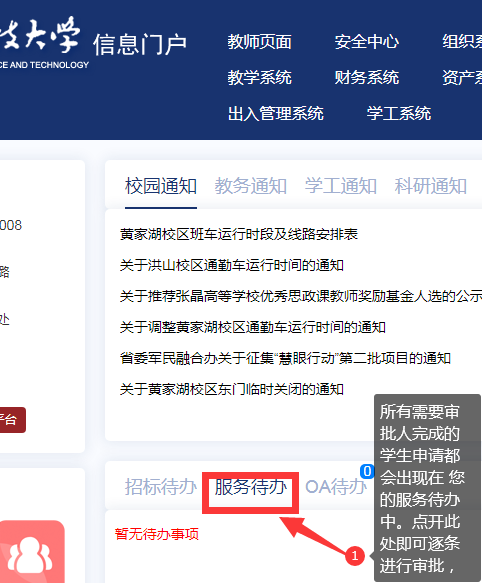 技大学 信息门户
CE AND TECHNOLOGY
教师页面 安全中心 组织系
教学系统 财务系统 资产系
出入管理系统 学工系统
校园通知 教务通知 学工通知 科研通知
008
路
处
平台
黄家湖校区班车运行时段及线路安排表
关于洪山校区通勤车运行时间的通知
关于推荐张晶高等学校优秀思政课教师奖励基金人选的公示
关于调整黄家湖校区通勤车运行时间的通知
省委军民融合办关于征集“慧眼行动”第二批项目的通知
关于黄家湖校区东门临时关闭的通知
招标待办 服务待办 OA待办 0
暂无待办事项
1
所有需要审
批人完成的
学生申请都
会出现在 您
的服务待办
中。点开此
处即可逐条
进行审批，